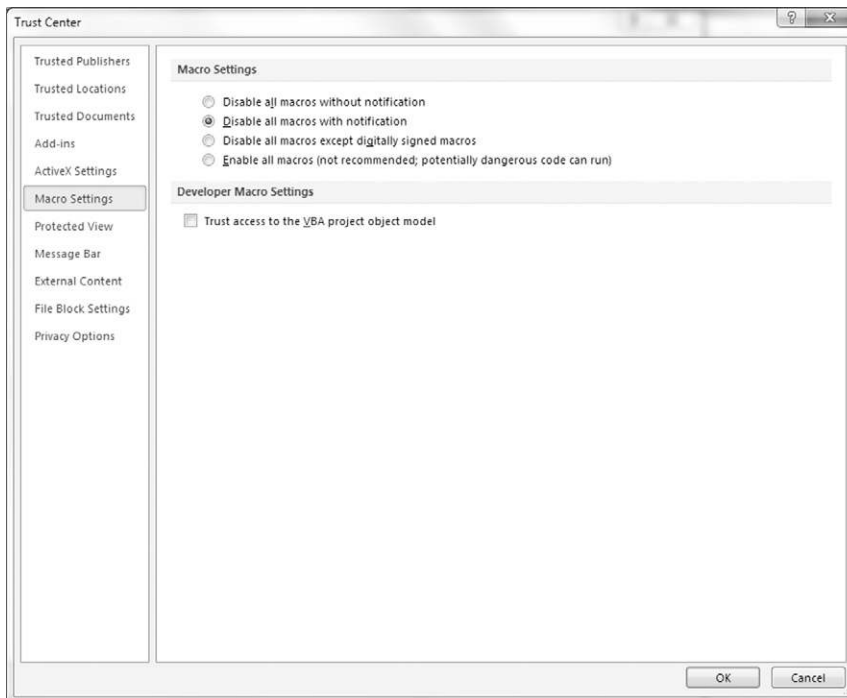 Trust Center
Trusted Publishers
Trusted Locations
Trusted Documents
Add-ins
ActiveX Settings
Macro Settings
Protected View
Message Bar
External Content
File Block Settings
Privacy Options
Macro Settings
Disable all macros without notification
Disable all macros with notification
Disable all macros except digitally signed macros
Enable all macros (not recommended; potentially dangerous code can run)
Developer Macro Settings
Trust access to the VBA project object model
OK
Cancel